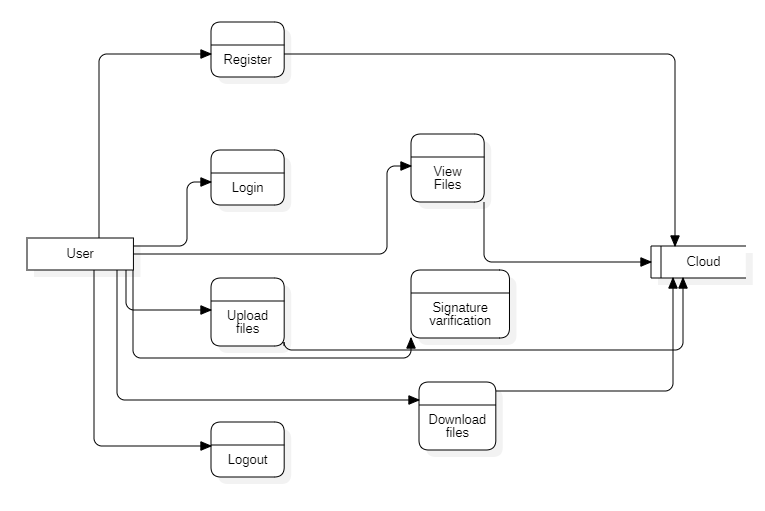 Register
View
Files
Login
User
Cloud
Upload
files
Signature
varification
Download
files
Logout